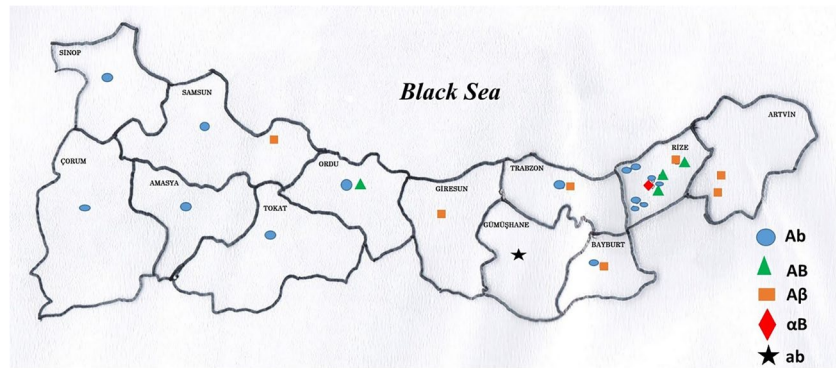 SİNOP
SAMSUN
Black Sea
ARTVİN
ÇORUM
AMASYA
ORDU
TRABZON
RİZE
TOKAT
GİRESUN
GÜMÜŞHANE
BAYBURT
Ab
AB
Aβ
αB
ab